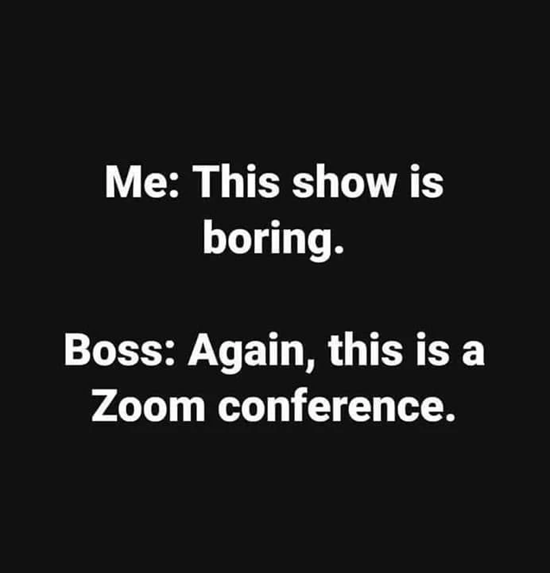 Me: This show is
boring.
Boss: Again, this is a
Zoom conference.